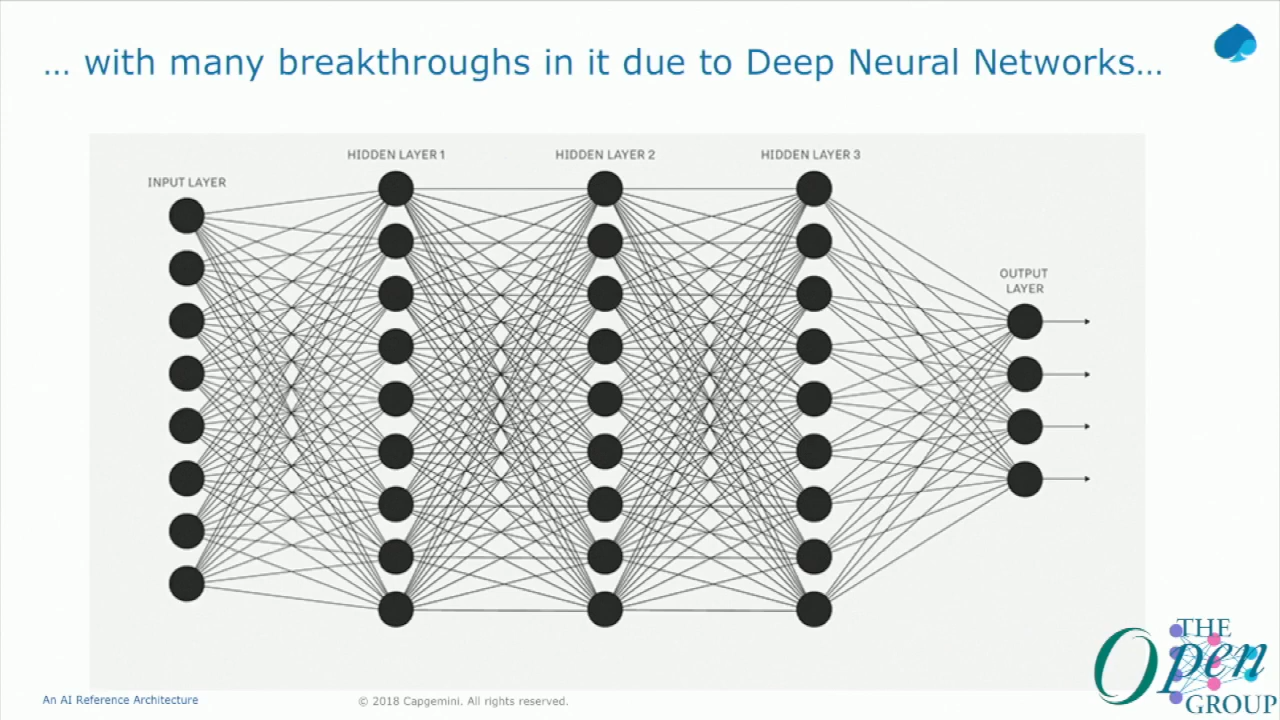 … with many breakthroughs in it due to Deep Neural Networks…
HIDDEN LAYER 1
HIDDEN LAYER 2
HIDDEN LAYER 3
INPUT LAYER
OUTPUT
LAYER
THE
Open
GROUP
An AI Reference Architecture
© 2018 Capgemini. All rights reserved.